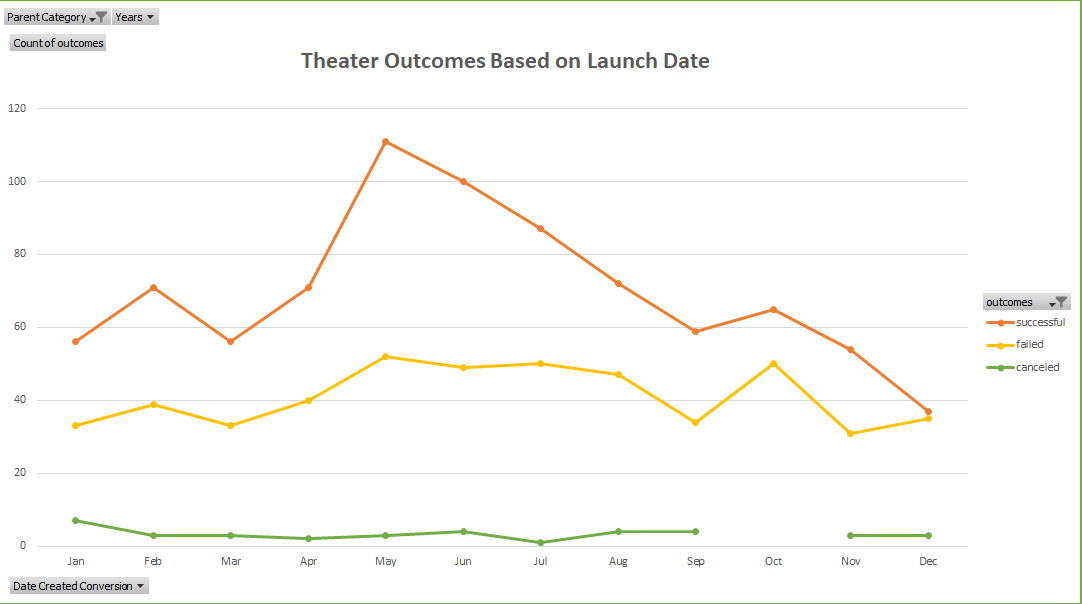 Parent Category Years
Count of outcomes
Theater Outcomes Based on Launch Date
120
100
80
60
40
20
0
Jan Feb Mar Apr May Jun Jul Aug Sep Oct Nov Dec
outcomes
successful
failed
canceled
Date Created Conversion